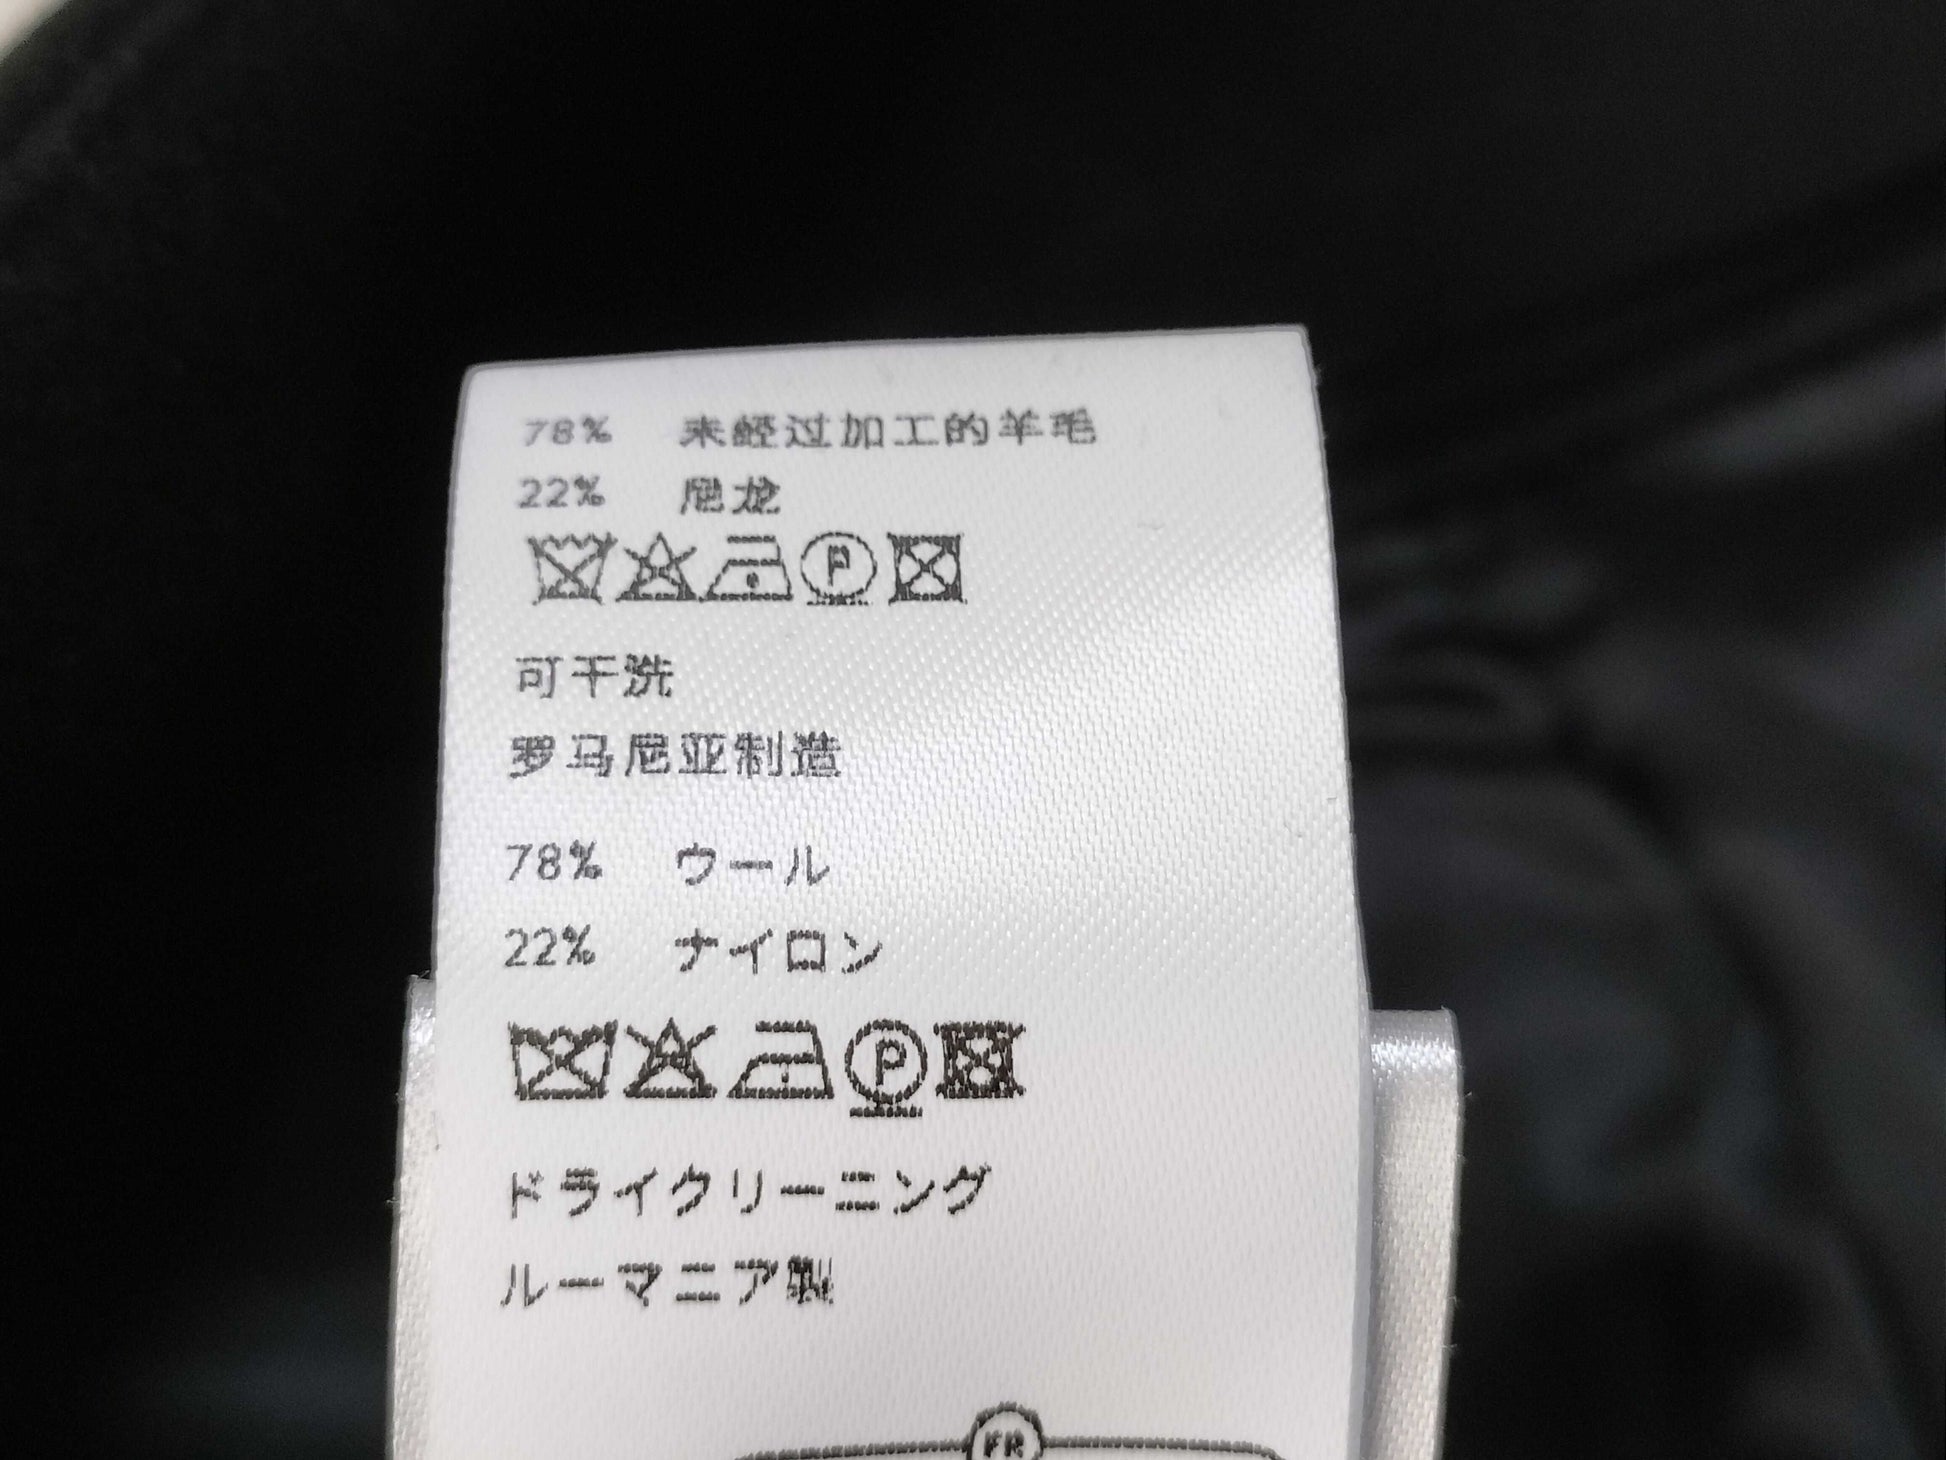 78% 来经过加工的羊毛
22% 尼龙
P
可干洗
罗马尼亚制造
78% ウール
22% ナイロン
P
ドライクリーニング
ルーマニア製
FR